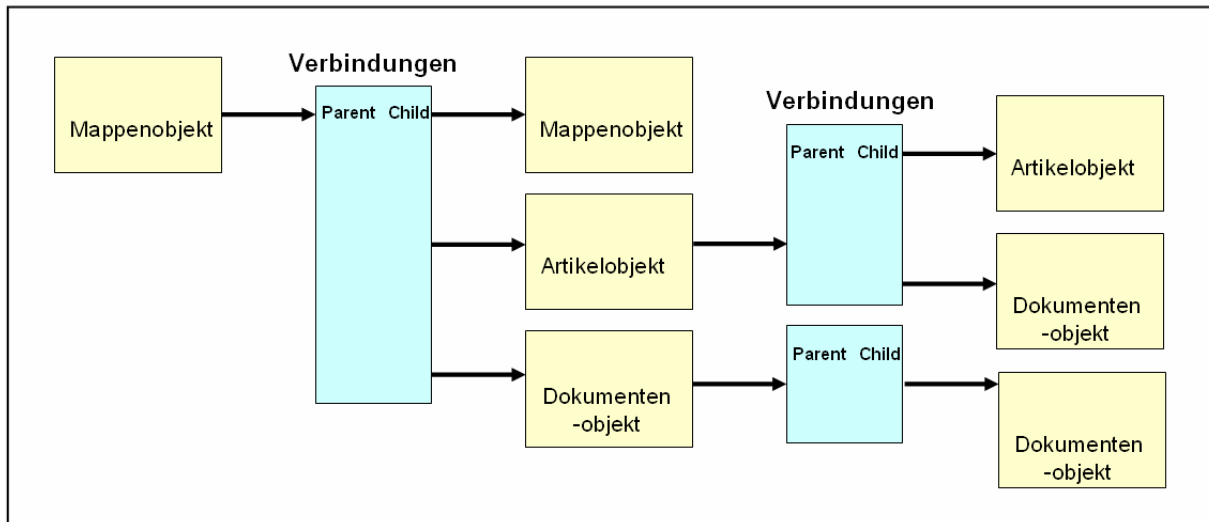 Verbindungen
Mappenobjekt
Parent Child
Mappenobjekt
Artikelobjekt
Dokumenten
-objekt
Verbindungen
Parent Child
Parent Child
Artikelobjekt
Dokumenten
-objekt
Dokumenten
-objekt